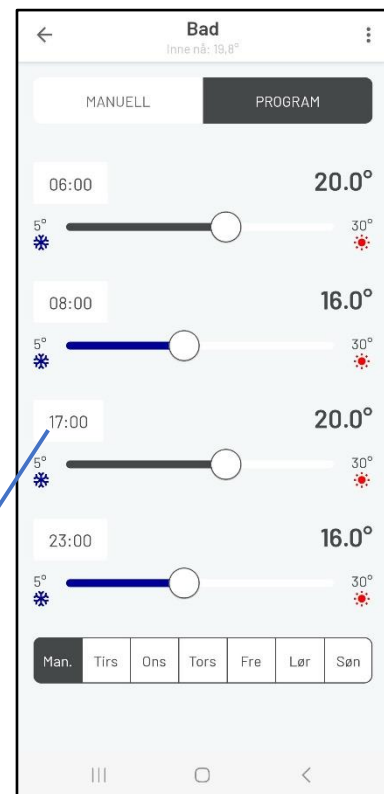 Bad
Inne nå: 19,8°
MANUELL PROGRAM
06:00 20.0°
5° 30°
08:00 16.0°
5° 30°
17:00 20.0°
5° 30°
23:00 16.0°
5° 30°
Man. Tirs Ons Tors Fre Lør Søn